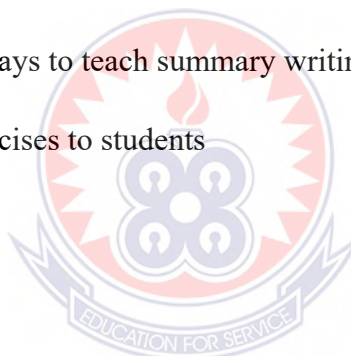 ays to teach summary writin
cises to students
EDUCATION FOR SERVICE